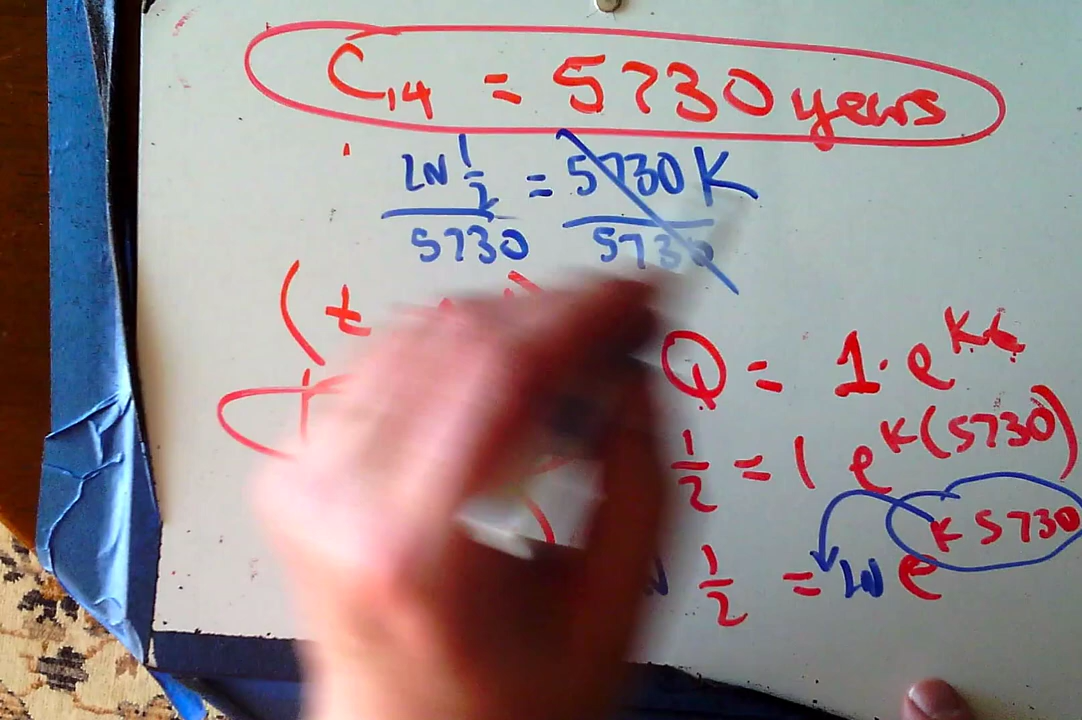 C14 = 5730 years
LN 1/2 = 5730 K
5730 5730
( t
Q = 1 · e^Kt
1/2 = 1 e^K(5730)
1/2 = LN e^K 5730